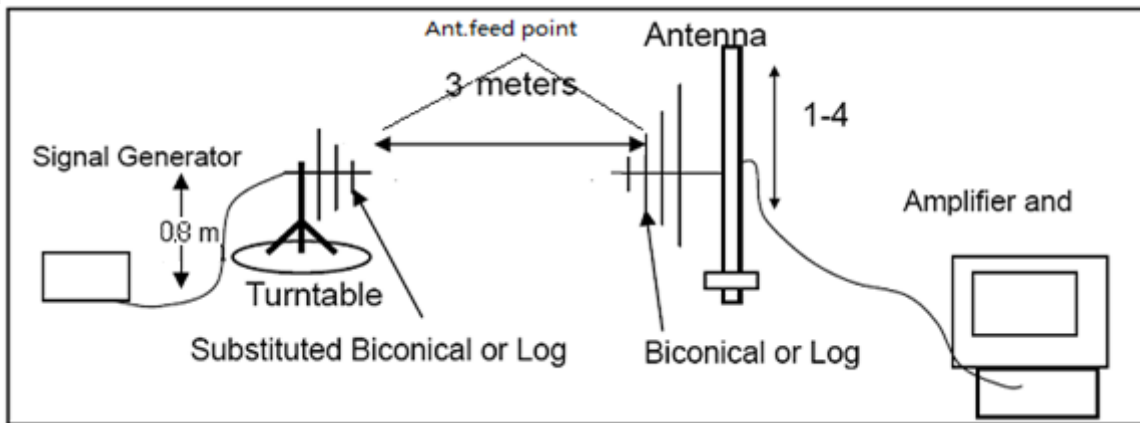 Ant.feed point
Antenna
3 meters
1-4
Signal Generator
Amplifier and
0.8 m
Turntable
Substituted Biconical or Log
Biconical or Log